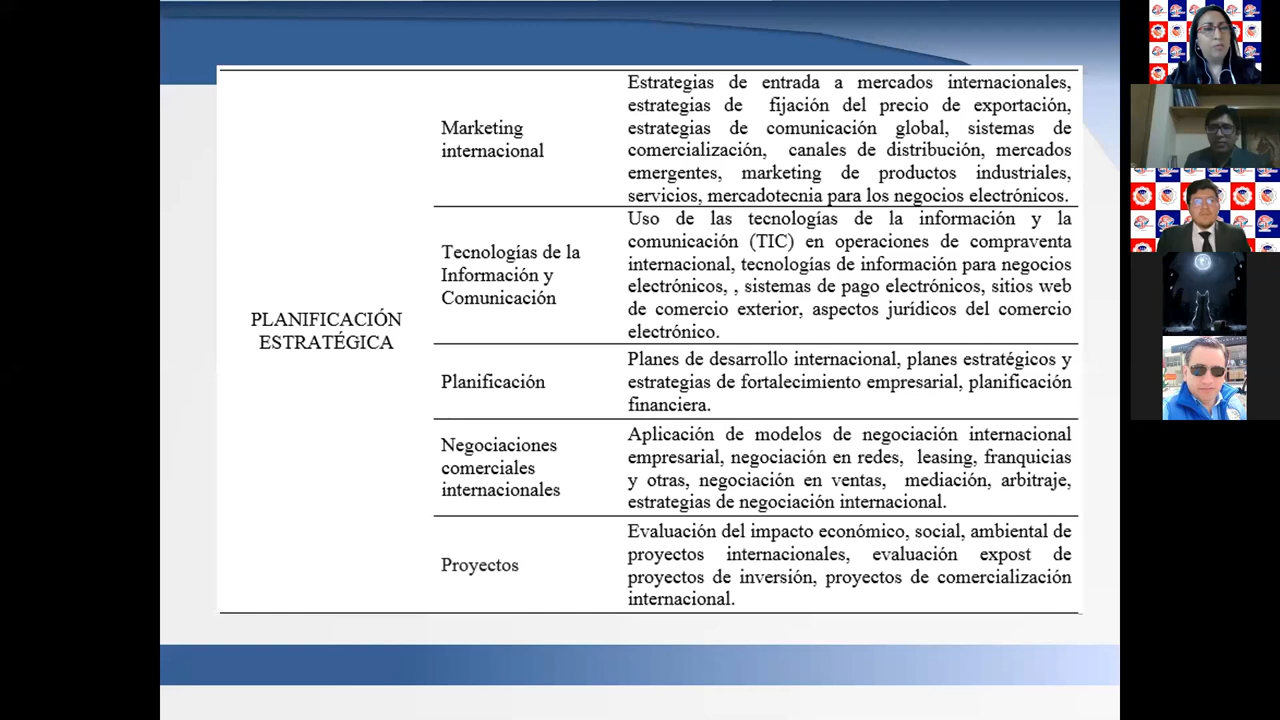 Estrategias de entrada a mercados internacionales,
estrategias de fijación del precio de exportación,
Marketing
estrategias de comunicación global, sistemas de
internacional
comercialización, canales de distribución, mercados
emergentes, marketing de productos industriales,
servicios, mercadotecnia para los negocios electrónicos.
Tecnologías de la
Información y
Comunicación
Uso de las tecnologías de la información y la
comunicación (TIC) en operaciones de compraventa
internacional, tecnologías de información para negocios
electrónicos, , sistemas de pago electrónicos, sitios web
de comercio exterior, aspectos jurídicos del comercio
electrónico.
PLANIFICACIÓN
ESTRATÉGICA
Planificación
Planes de desarrollo internacional, planes estratégicos y
estrategias de fortalecimiento empresarial, planificación
financiera.
Negociaciones
comerciales
internacionales
Aplicación de modelos de negociación internacional
empresarial, negociación en redes, leasing, franquicias
y otras, negociación en ventas, mediación, arbitraje,
estrategias de negociación internacional.
Proyectos
Evaluación del impacto económico, social, ambiental de
proyectos internacionales, evaluación expost de
proyectos de inversión, proyectos de comercialización
internacional.